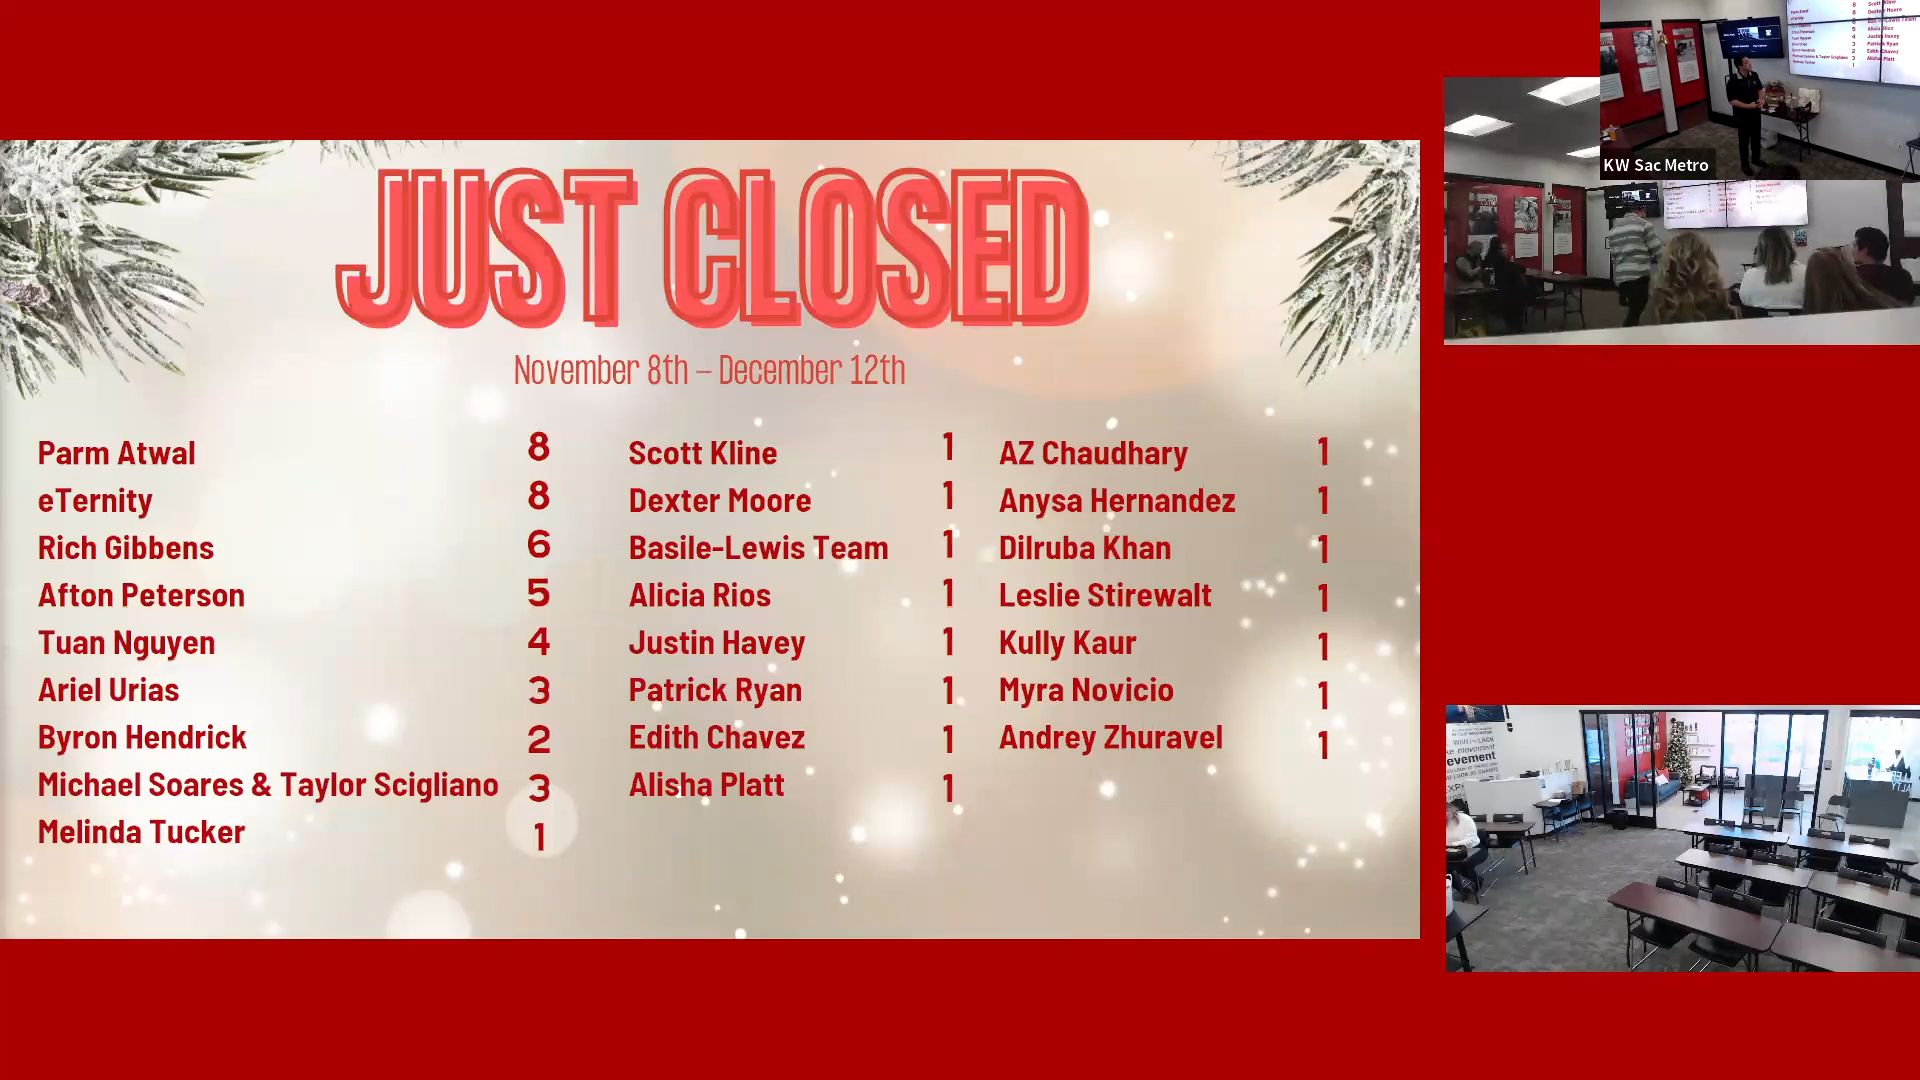 JUST CLOSED
November 8th – December 12th
Parm Atwal 8
eTernity 8
Rich Gibbens 6
Afton Peterson 5
Tuan Nguyen 4
Ariel Urias 3
Byron Hendrick 2
Michael Soares & Taylor Scigliano 3
Melinda Tucker 1
Scott Kline 1
Dexter Moore 1
Basile-Lewis Team 1
Alicia Rios 1
Justin Havey 1
Patrick Ryan 1
Edith Chavez 1
Alisha Platt 1
AZ Chaudhary 1
Anysa Hernandez 1
Dilruba Khan 1
Leslie Stirewalt 1
Kully Kaur 1
Myra Novicio 1
Andrey Zhuravel 1
KW Sac Metro